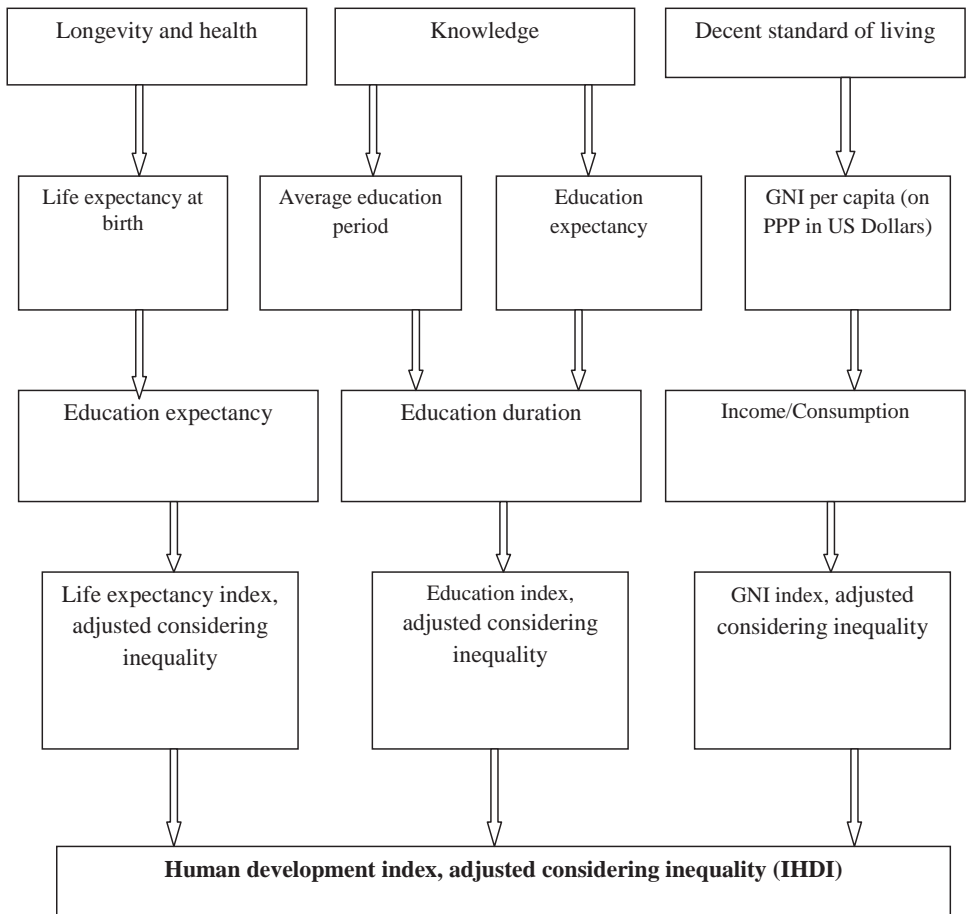 Longevity and health
Knowledge
Decent standard of living
Life expectancy at
birth
Average education
period
Education
expectancy
GNI per capita (on
PPP in US Dollars)
Education expectancy
Education duration
Income/Consumption
Life expectancy index,
adjusted considering
inequality
Education index,
adjusted considering
inequality
GNI index, adjusted
considering inequality
Human development index, adjusted considering inequality (IHDI)